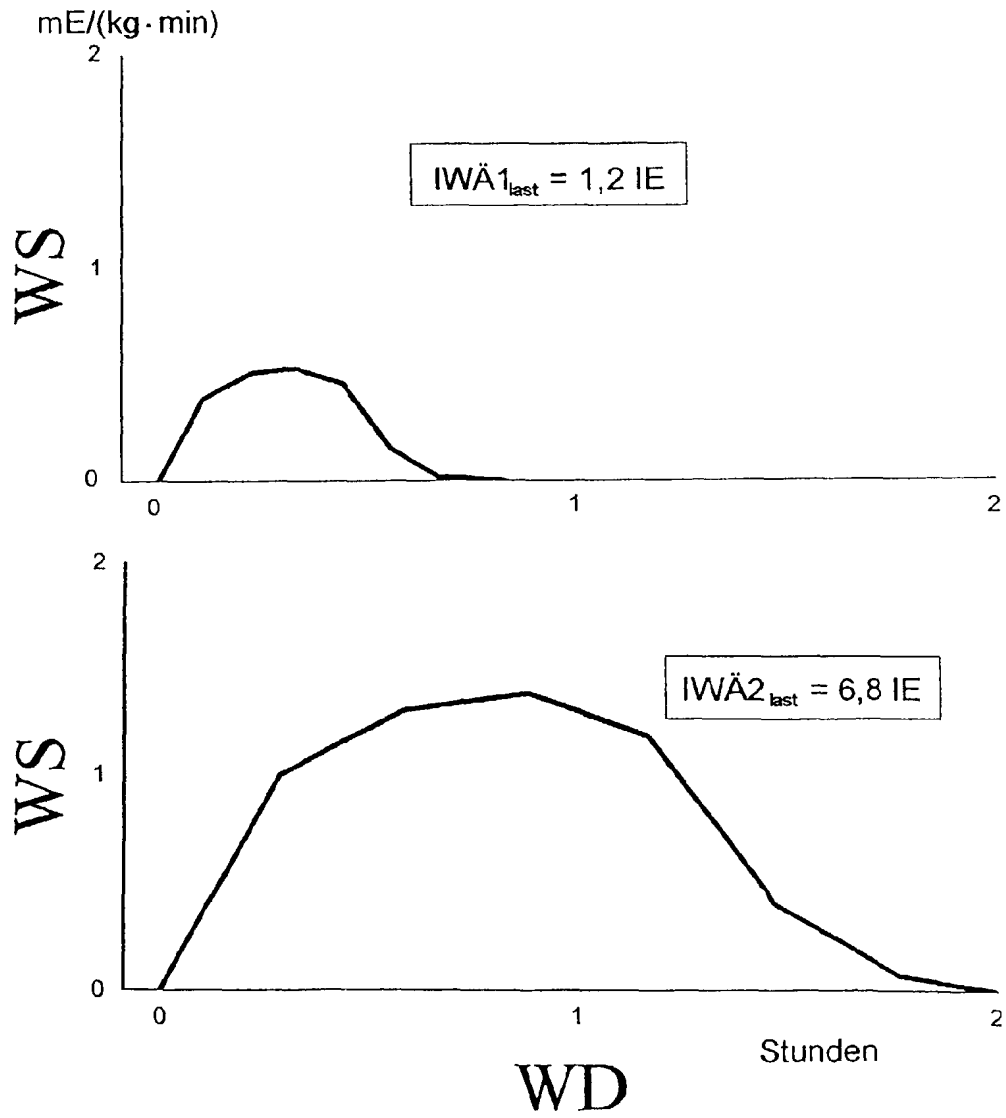 mE/(kg · min)
2
IWÄ1last = 1,2 IE
WS
1
0
0 1 2
2
IWÄ2last = 6,8 IE
WS
1
0
0 1 2
Stunden
WD